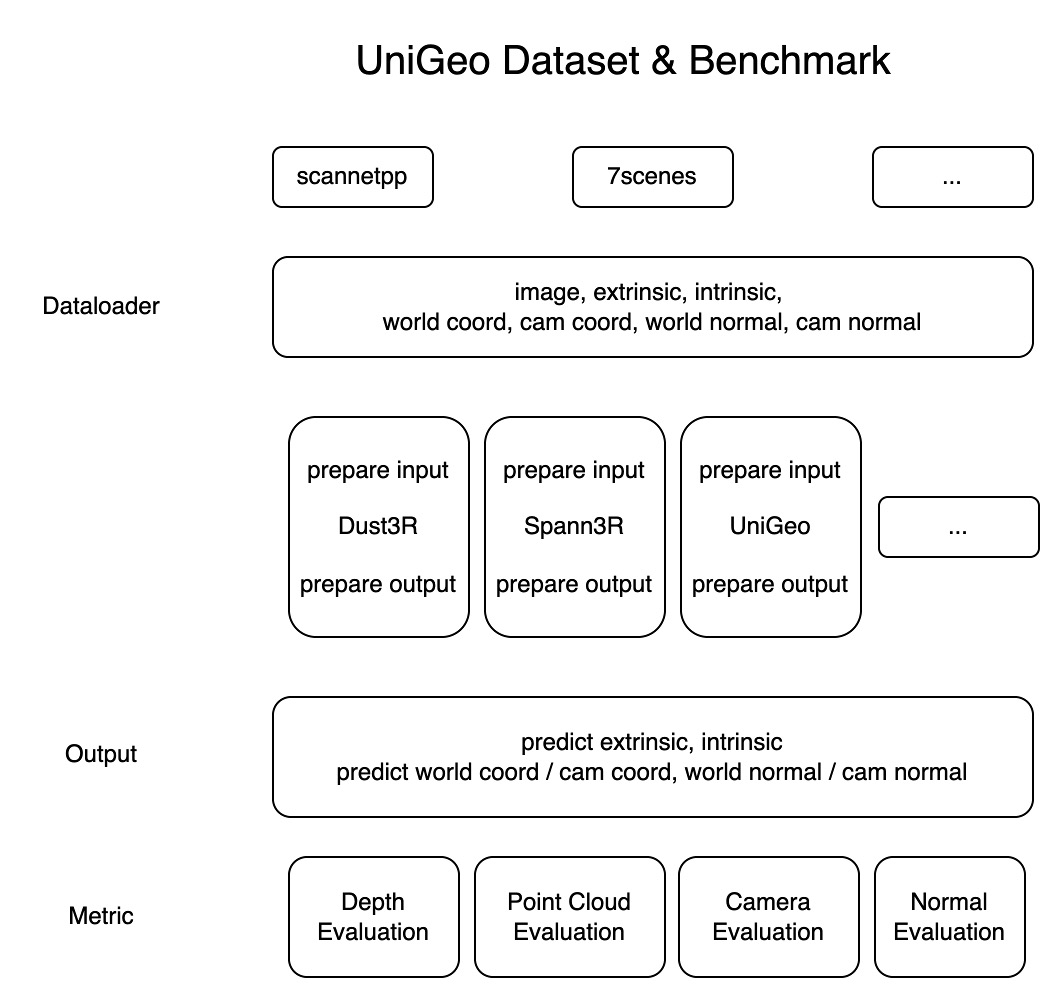 UniGeo Dataset & Benchmark
scannetpp
7scenes
...
Dataloader
image, extrinsic, intrinsic,
world coord, cam coord, world normal, cam normal
prepare input
Dust3R
prepare output
prepare input
Spann3R
prepare output
prepare input
UniGeo
prepare output
...
Output
predict extrinsic, intrinsic
predict world coord / cam coord, world normal / cam normal
Metric
Depth
Evaluation
Point Cloud
Evaluation
Camera
Evaluation
Normal
Evaluation